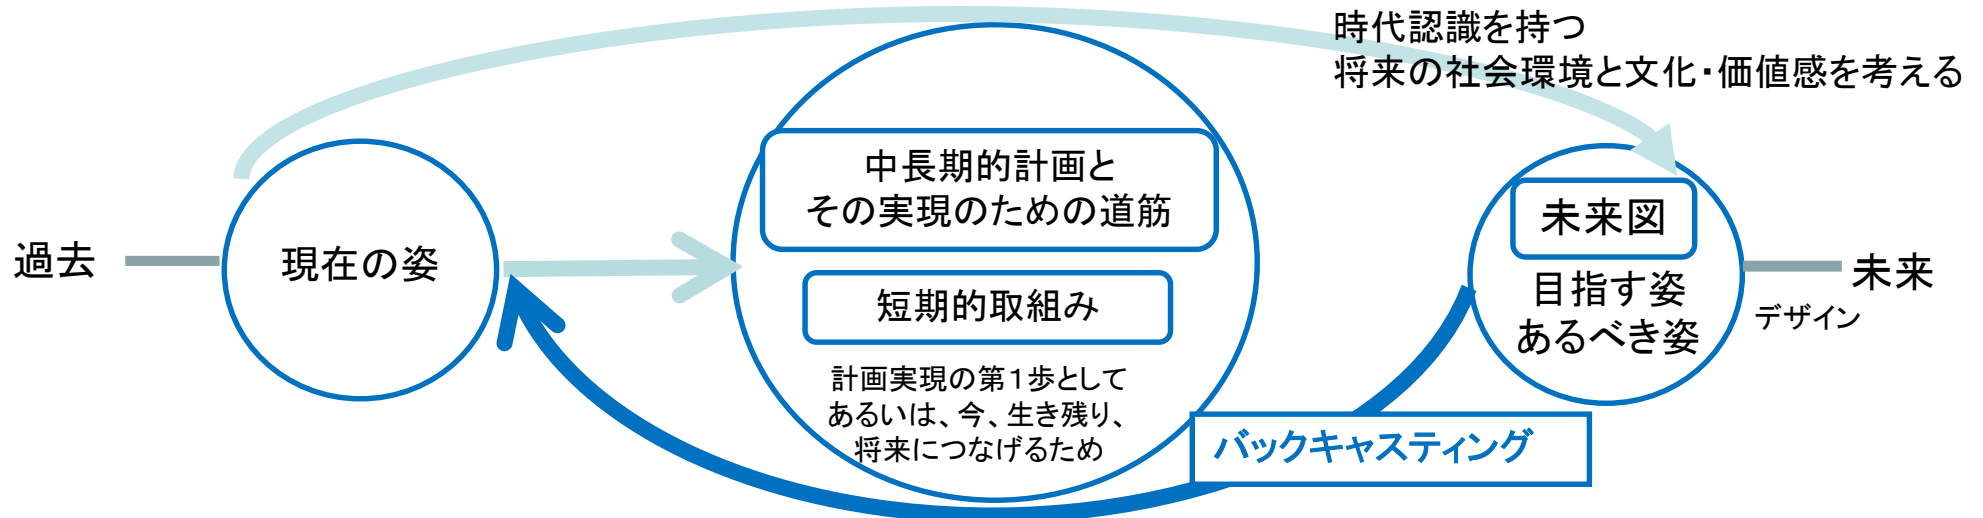 時代認識を持つ
将来の社会環境と文化・価値感を考える
中長期的計画と
その実現のための道筋
未来図
過去
現在の姿
未来
目指す姿
あるべき姿
短期的取組み
デザイン
計画実現の第1歩として
あるいは、今、生き残り、
将来につなげるため
バックキャスティング